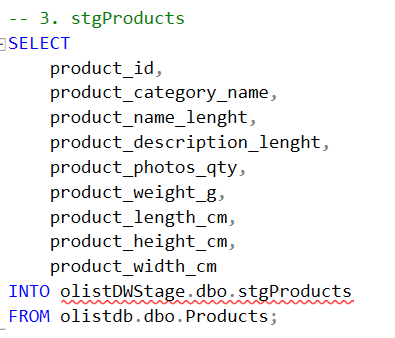 -- 3. stgProducts
SELECT
product_id,
product_category_name,
product_name_lenght,
product_description_lenght,
product_photos_qty,
product_weight_g,
product_length_cm,
product_height_cm,
product_width_cm
INTO olistDWStage.dbo.stgProducts
FROM olistdb.dbo.Products;